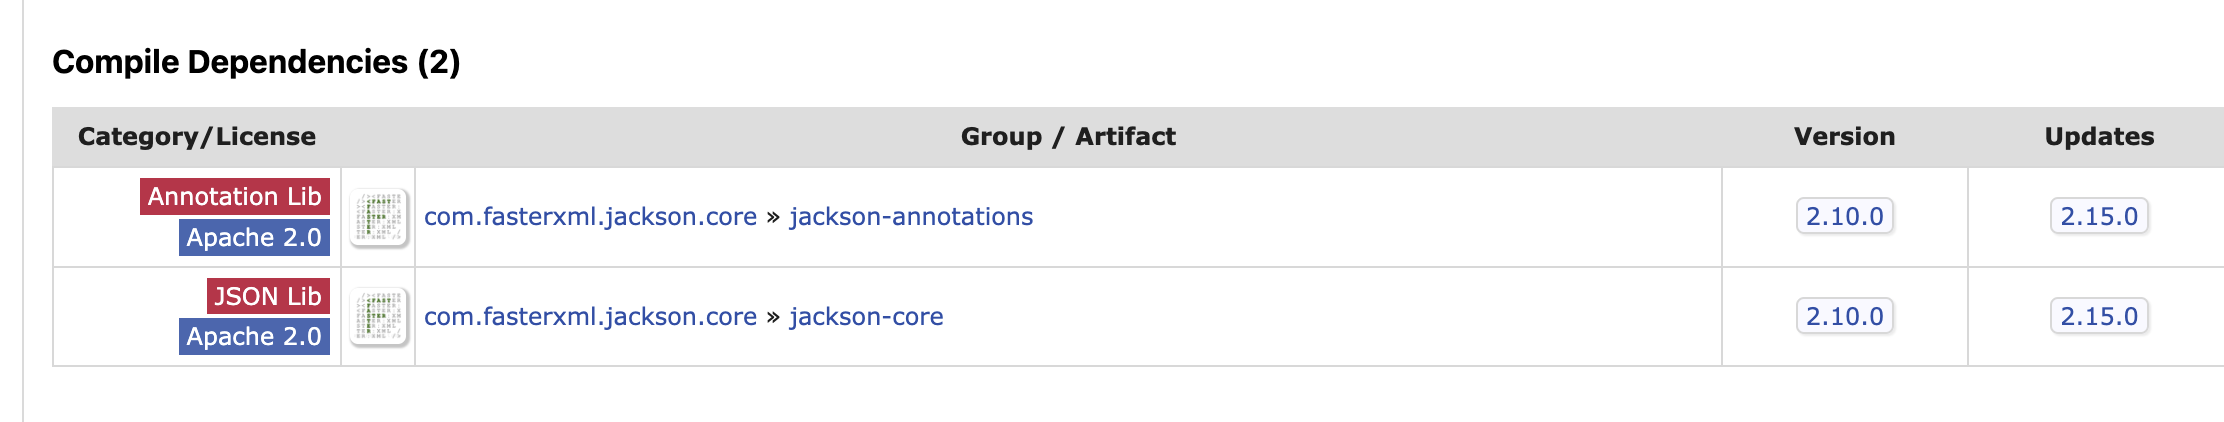 Compile Dependencies (2)
Category/License Group / Artifact Version Updates
Annotation Lib
Apache 2.0
com.fasterxml.jackson.core » jackson-annotations 2.10.0 2.15.0
JSON Lib
Apache 2.0
com.fasterxml.jackson.core » jackson-core 2.10.0 2.15.0